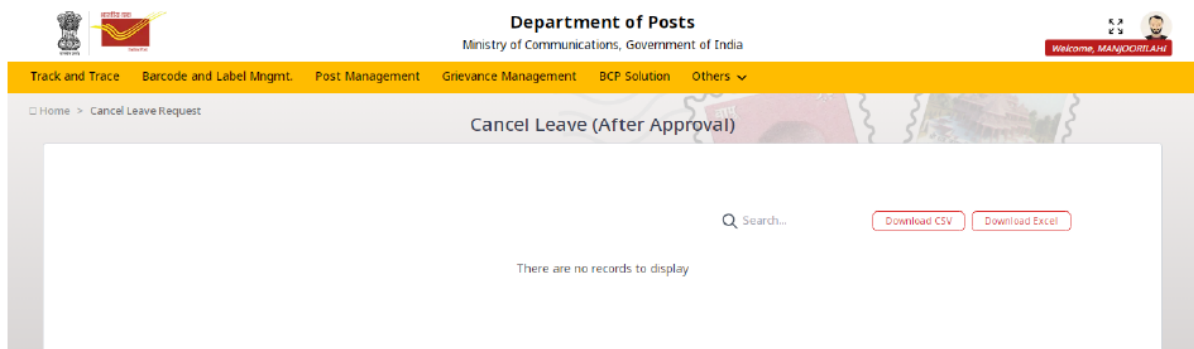 Department of Posts
Ministry of Communications, Government of India
Welcome, MANJOORILAHI
Track and Trace Barcode and Label Mngmt. Post Management Grievance Management BCP Solution Others
Home > Cancel Leave Request
Cancel Leave (After Approval)
Search... Download CSV Download Excel
There are no records to display